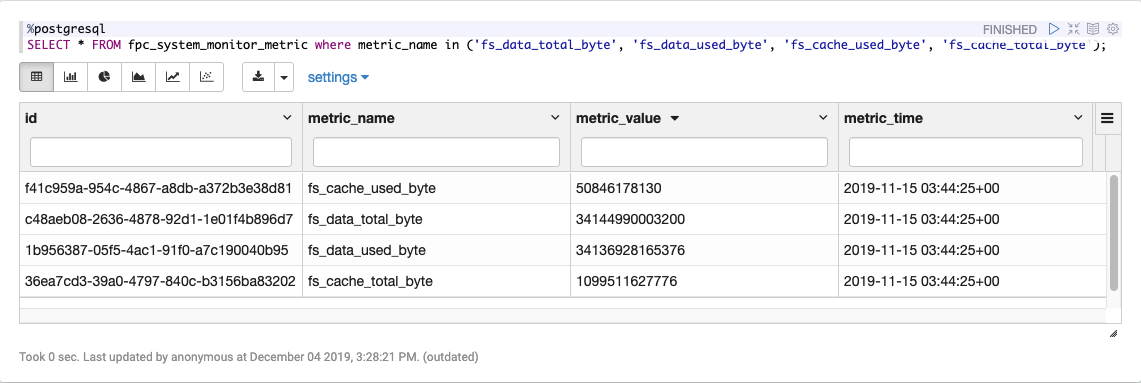 %postgresql
FINISHED
SELECT * FROM fpc_system_monitor_metric where metric_name in ('fs_data_total_byte', 'fs_data_used_byte', 'fs_cache_used_byte', 'fs_cache_total_byte');
settings
id metric_name metric_value metric_time
f41c959a-954c-4867-a8db-a372b3e38d81 fs_cache_used_byte 50846178130 2019-11-15 03:44:25+00
c48aeb08-2636-4878-92d1-1e01f4b896d7 fs_data_total_byte 34144990003200 2019-11-15 03:44:25+00
1b956387-05f5-4ac1-91f0-a7c190040b95 fs_data_used_byte 34136928165376 2019-11-15 03:44:25+00
36ea7cd3-39a0-4797-840c-b3156ba83202 fs_cache_total_byte 1099511627776 2019-11-15 03:44:25+00
Took 0 sec. Last updated by anonymous at December 04 2019, 3:28:21 PM. (outdated)